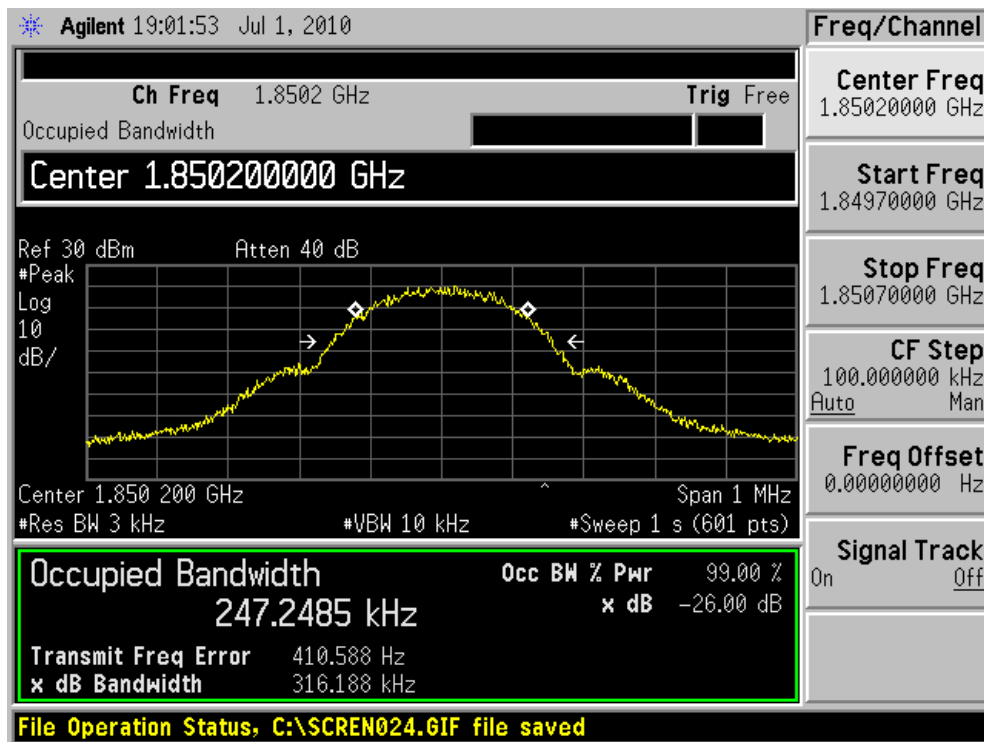 Agilent 19:01:53 Jul 1, 2010
Freq/Channel
Ch Freq 1.8502 GHz
Trig Free
Occupied Bandwidth
Center 1.850200000 GHz
Ref 30 dBm
Atten 40 dB
#Peak
Log
10
dB/
Center 1.850 200 GHz
Span 1 MHz
#Res BW 3 kHz
#VBW 10 kHz
#Sweep 1 s (601 pts)
Occupied Bandwidth
247.2485 kHz
Occ BW % Pwr 99.00 %
x dB -26.00 dB
Transmit Freq Error 410.588 Hz
x dB Bandwidth 316.188 kHz
File Operation Status, C:\SCREN024.GIF file saved
Center Freq
1.85020000 GHz
Start Freq
1.84970000 GHz
Stop Freq
1.85070000 GHz
CF Step
100.000000 kHz
Auto Man
Freq Offset
0.00000000 Hz
Signal Track
On Off